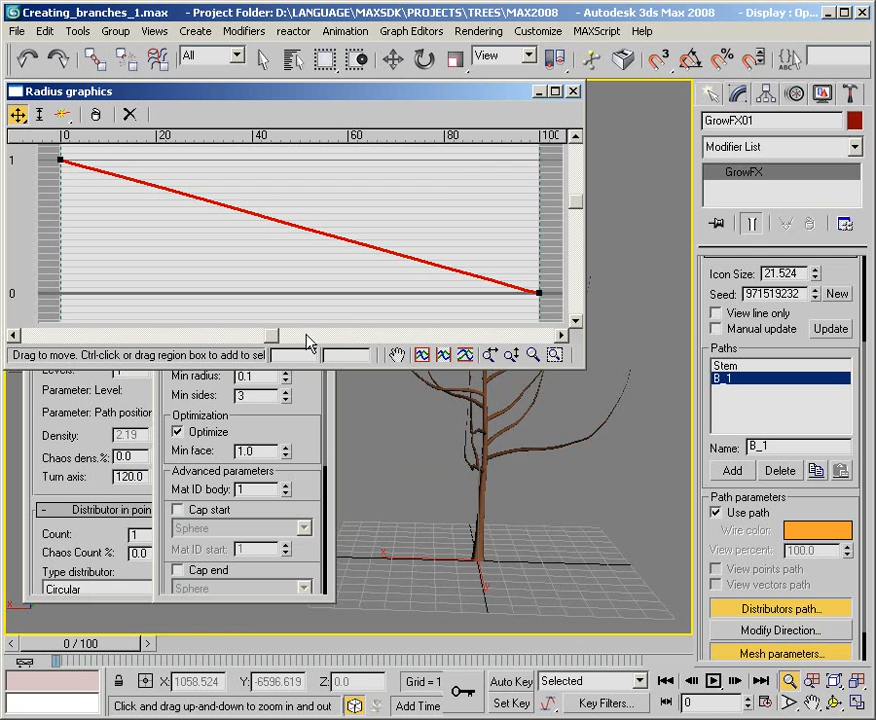 Creating_branches_1.max - Project Folder: D:\LANGUAGE\MAXSDK\PROJECTS\TREES\MAX2008 - Autodesk 3ds Max 2008 - Display : Op...
File Edit Tools Group Views Create Modifiers reactor Animation Graph Editors Rendering Customize MAXScript Help
All
View
3
ABC
Radius graphics
0 20 40 60 80 100
1
0
Drag to move. Ctrl-click or drag region box to add to sel
GrowFX01
Modifier List
GrowFX
Icon Size: 21.524
Seed: 971519232 New
View line only
Manual update Update
Paths
Stem
B_1
Name: B_1
Add Delete
Path parameters
Use path
Wire color:
View percent: 100.0
View points path
View vectors path
Distributors path...
Modify Direction...
Mesh parameters...
Parameter: Level:
Parameter: Path position
Density: 2.19
Chaos dens.%: 0.0
Turn axis: 120.0
- Distributor in poin
Count: 1
Chaos Count %: 0.0
Type distributor:
Circular
Min radius: 0.1
Min sides: 3
Optimization
Optimize
Min face: 1.0
Advanced parameters
Mat ID body: 1
Cap start
Sphere
Mat ID start: 1
Cap end
Sphere
x
x
x
0 / 100
X: 1058.524 Y: -6596.619 Z: 0.0 Grid = 1
Auto Key Selected
Click and drag up-and-down to zoom in and out
Add Time
Set Key
Key Filters...
0